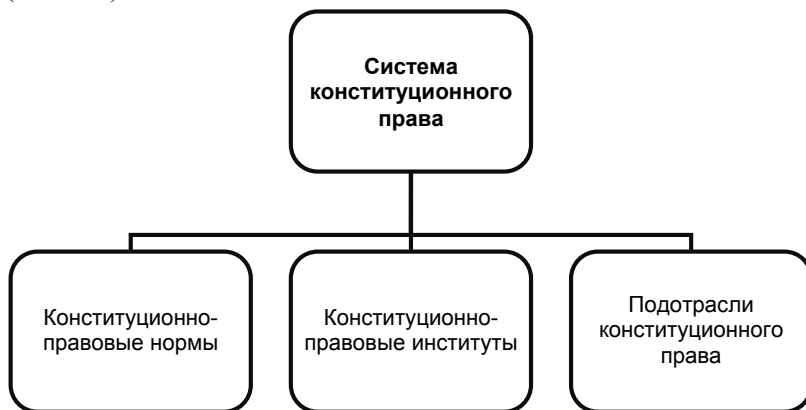 Система
конституционного
права
Конституционно-
правовые нормы
Конституционно-
правовые институты
Подотрасли
конституционного
права